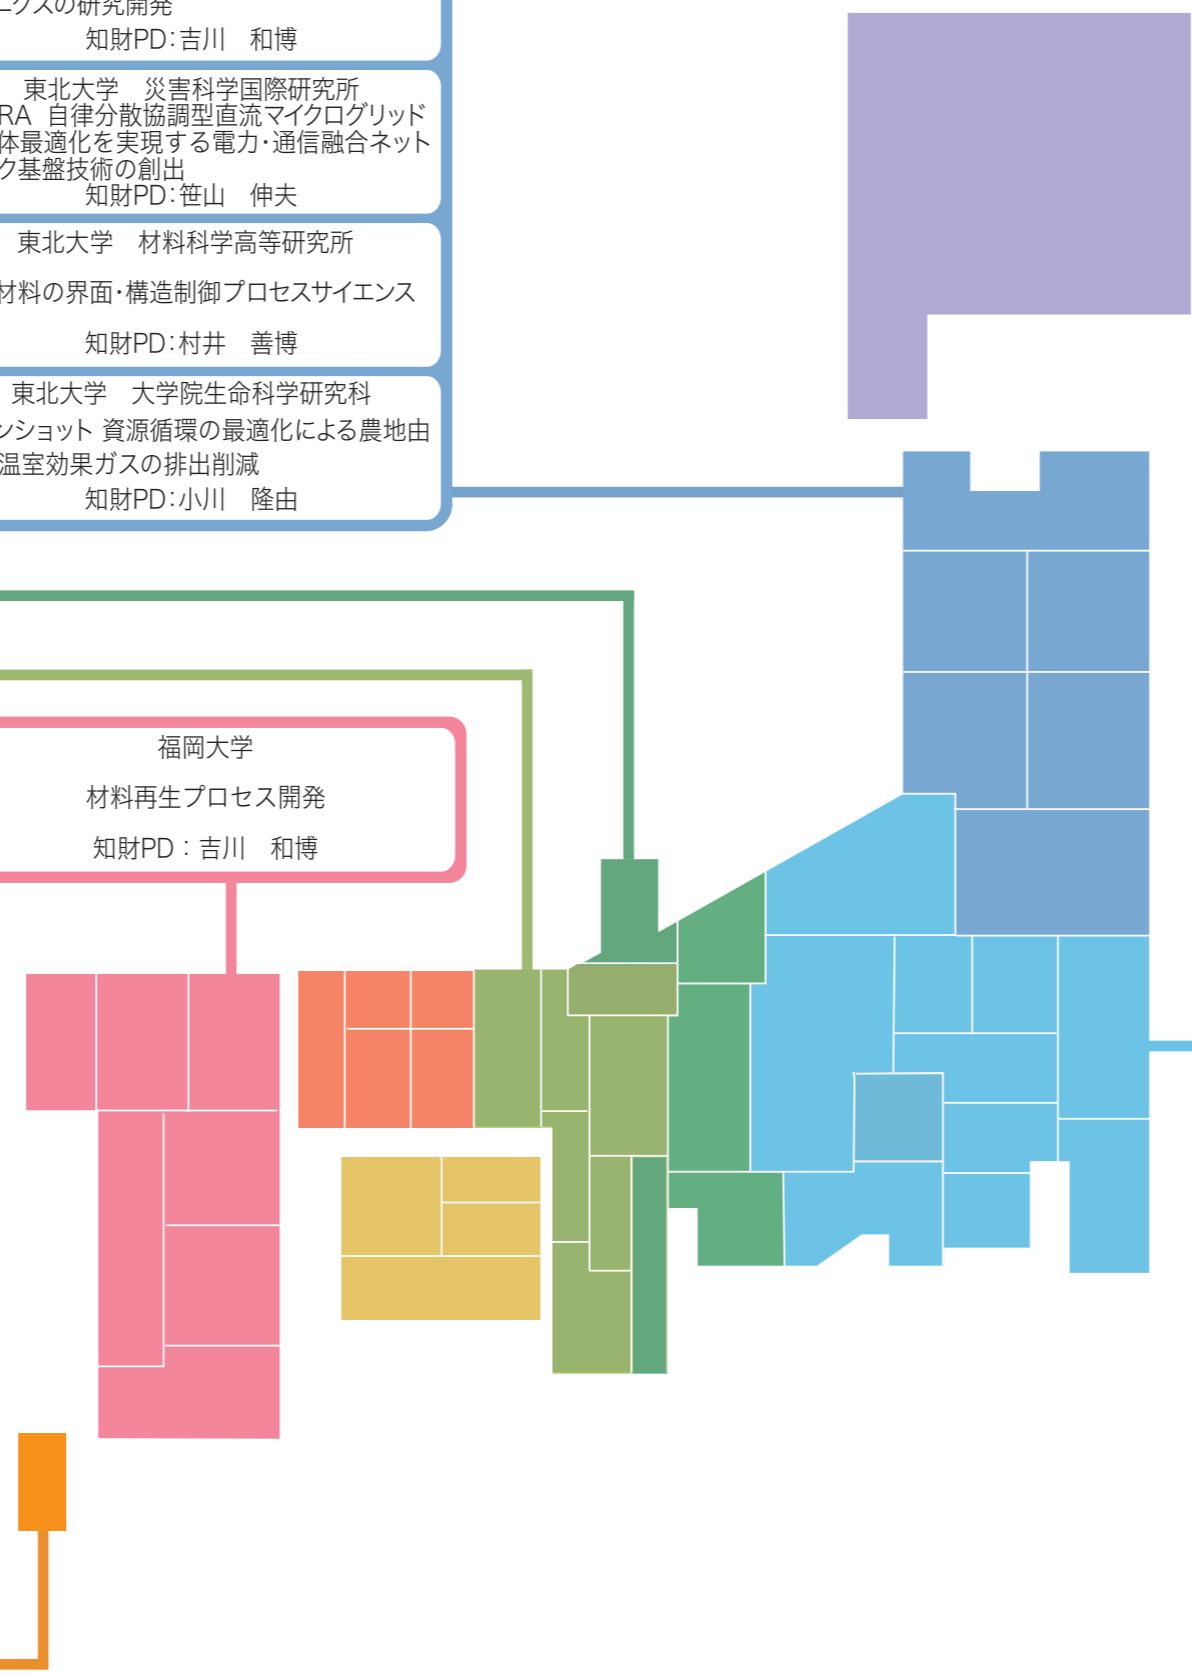 ニクスの研究開発
知財PD：吉川　和博
東北大学　災害科学国際研究所
RA 自律分散協調型直流マイクログリッド
体最適化を実現する電力・通信融合ネット
ク基盤技術の創出
知財PD：笹山　伸夫
東北大学　材料科学高等研究所
材料の界面・構造制御プロセスサイエンス
知財PD：村井　善博
東北大学　大学院生命科学研究科
ンショット 資源循環の最適化による農地由
温室効果ガスの排出削減
知財PD：小川　隆由
福岡大学
材料再生プロセス開発
知財PD：吉川　和博